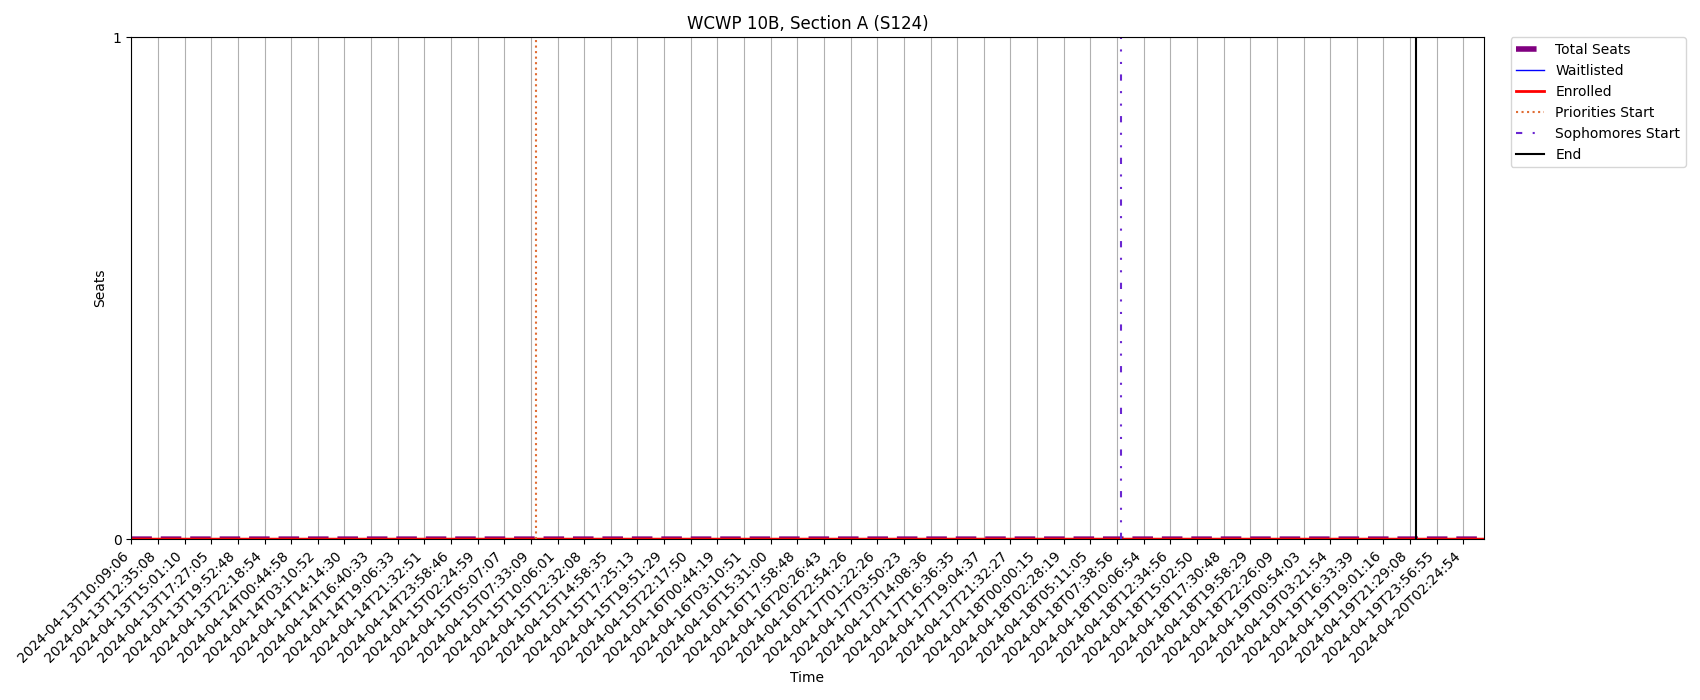 WCWP 10B, Section A (S124)
1
0
Seats
Total Seats
Waitlisted
Enrolled
Priorities Start
Sophomores Start
End
2024-04-13T10:09:06
2024-04-13T12:35:08
2024-04-13T15:01:10
2024-04-13T17:27:05
2024-04-13T19:52:48
2024-04-13T22:18:54
2024-04-14T00:44:58
2024-04-14T03:10:52
2024-04-14T14:14:30
2024-04-14T16:40:33
2024-04-14T19:06:33
2024-04-14T21:32:51
2024-04-14T23:58:46
2024-04-15T02:24:59
2024-04-15T05:07:07
2024-04-15T07:33:09
2024-04-15T10:06:01
2024-04-15T12:32:08
2024-04-15T14:58:35
2024-04-15T17:25:13
2024-04-15T19:51:29
2024-04-15T22:17:50
2024-04-16T00:44:19
2024-04-16T03:10:51
2024-04-16T15:31:00
2024-04-16T17:58:48
2024-04-16T20:26:43
2024-04-16T22:54:26
2024-04-17T01:22:26
2024-04-17T03:50:23
2024-04-17T14:08:36
2024-04-17T16:36:35
2024-04-17T19:04:37
2024-04-17T21:32:27
2024-04-18T00:00:15
2024-04-18T02:28:19
2024-04-18T05:11:05
2024-04-18T07:38:56
2024-04-18T10:06:54
2024-04-18T12:34:56
2024-04-18T15:02:50
2024-04-18T17:30:48
2024-04-18T19:58:29
2024-04-18T22:26:09
2024-04-19T00:54:03
2024-04-19T03:21:54
2024-04-19T16:33:39
2024-04-19T19:01:16
2024-04-19T21:29:08
2024-04-19T23:56:55
2024-04-20T02:24:54
Time